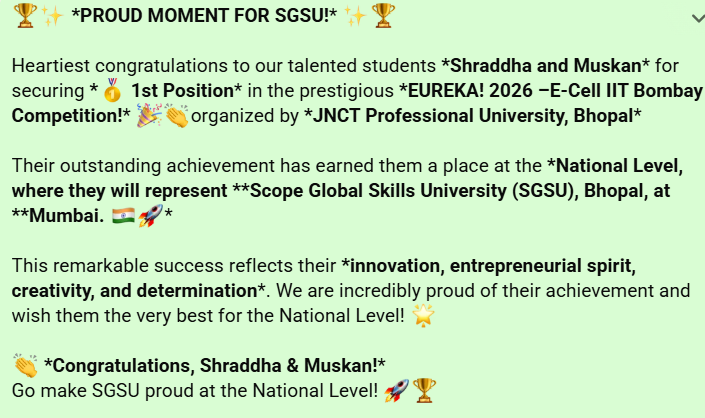 🏆✨ *PROUD MOMENT FOR SGSU!* ✨🏆
Heartiest congratulations to our talented students *Shraddha and Muskan* for
securing *🥇 1st Position* in the prestigious *EUREKA! 2026 –E-Cell IIT Bombay
Competition!* 🎉👏organized by *JNCT Professional University, Bhopal*
Their outstanding achievement has earned them a place at the *National Level,
where they will represent **Scope Global Skills University (SGSU), Bhopal, at
**Mumbai. 🇮🇳🚀*
This remarkable success reflects their *innovation, entrepreneurial spirit,
creativity, and determination*. We are incredibly proud of their achievement and
wish them the very best for the National Level! 🌟
👏 *Congratulations, Shraddha & Muskan!*
Go make SGSU proud at the National Level! 🚀🏆